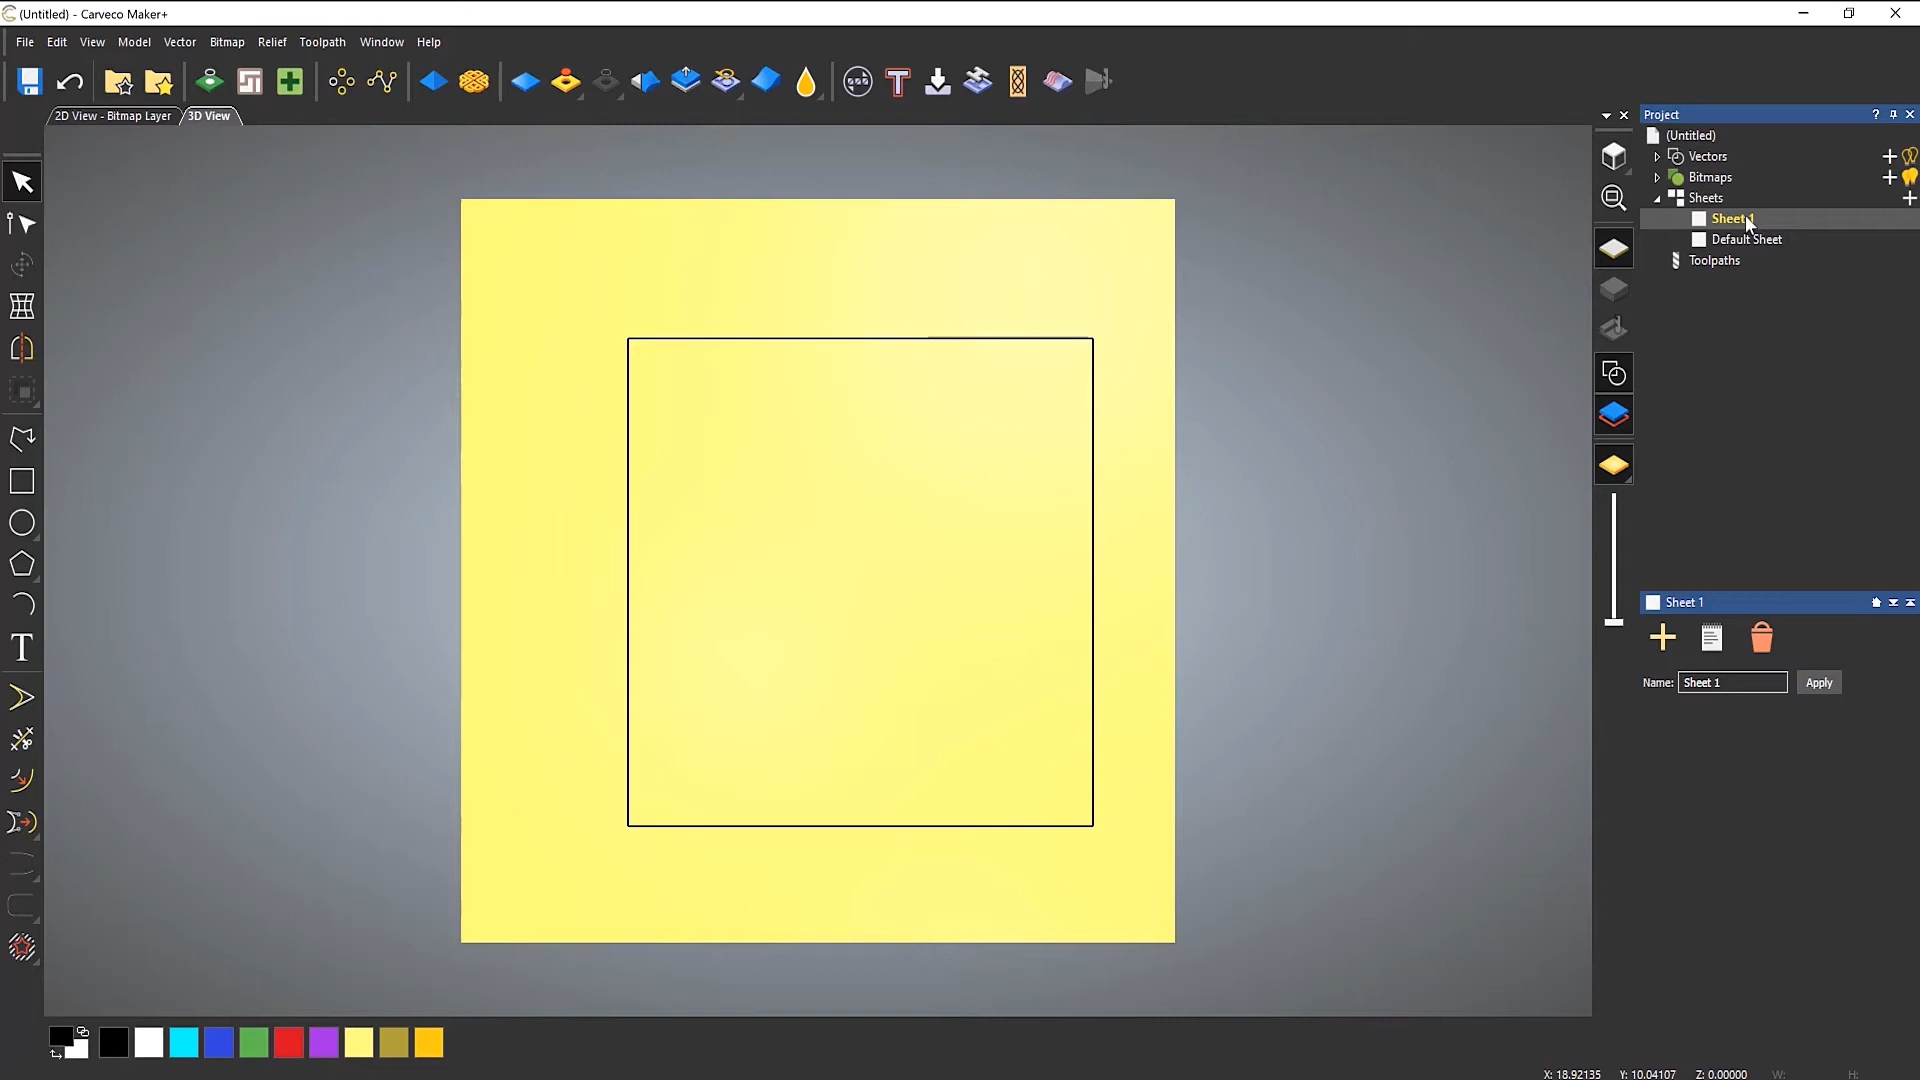 (Untitled) - Carveco Maker+
File Edit View Model Vector Bitmap Relief Toolpath Window Help
2D View - Bitmap Layer 3D View
Project
(Untitled)
Vectors
Bitmaps
Sheets
Sheet 1
Default Sheet
Toolpaths
Sheet 1
Name: Sheet 1 Apply
X: 18.92135 Y: 10.04107 Z: 0.00000 W: H: